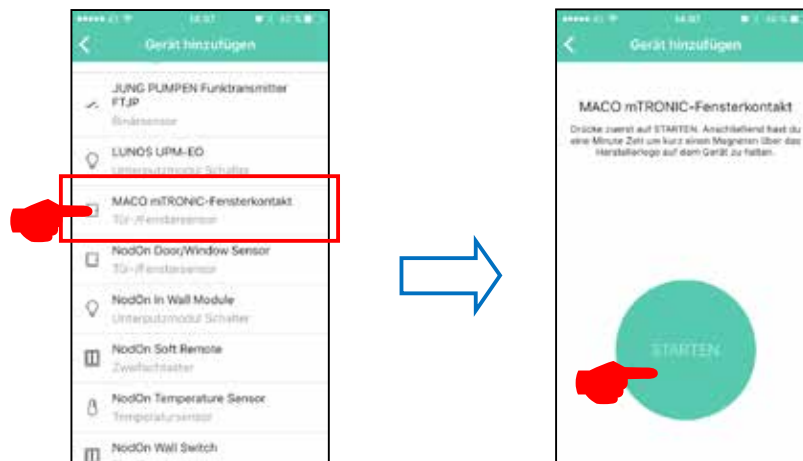 Gerät hinzufügen
JUNG PUMPEN Funktransmitter
FTJP
Binärsensor
LUNOS UPM-EO
Unterputzmodul Schalter
MACO mTRONIC-Fensterkontakt
Tür-/Fenstersensor
NodOn Door/Window Sensor
Tür-/Fenstersensor
NodOn In Wall Module
Unterputzmodul Schalter
NodOn Soft Remote
Zweifachtaster
NodOn Temperature Sensor
Temperatursensor
NodOn Wall Switch
Gerät hinzufügen
MACO mTRONIC-Fensterkontakt
Drücke zuerst auf STARTEN. Anschließend hast du
eine Minute Zeit um kurz einen Magneten über das
Herstellerlogo auf dem Gerät zu halten.
STARTEN